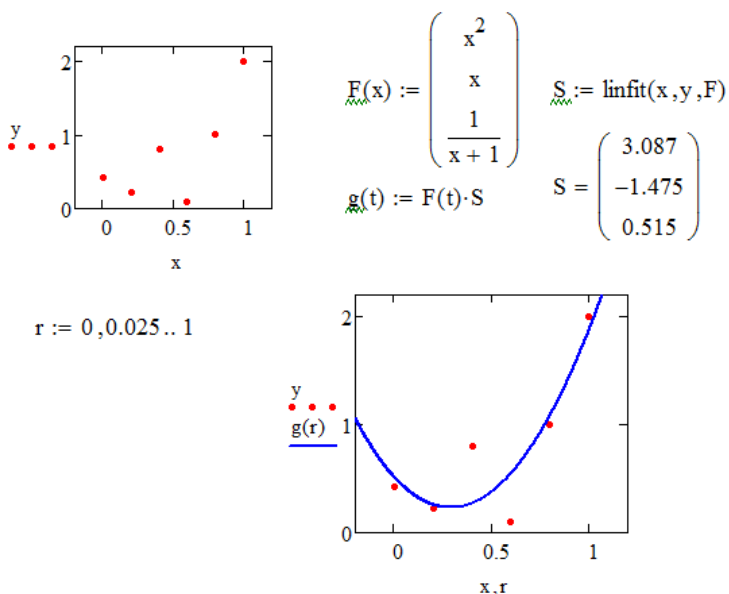 2
1
0
y
0 0.5 1
x
F(x) := ( x^2
x
1
x + 1 )
S := linfit(x,y,F)
g(t) := F(t)·S
S = ( 3.087
−1.475
0.515 )
r := 0,0.025.. 1
2
1
0
y
g(r)
0 0.5 1
x,r